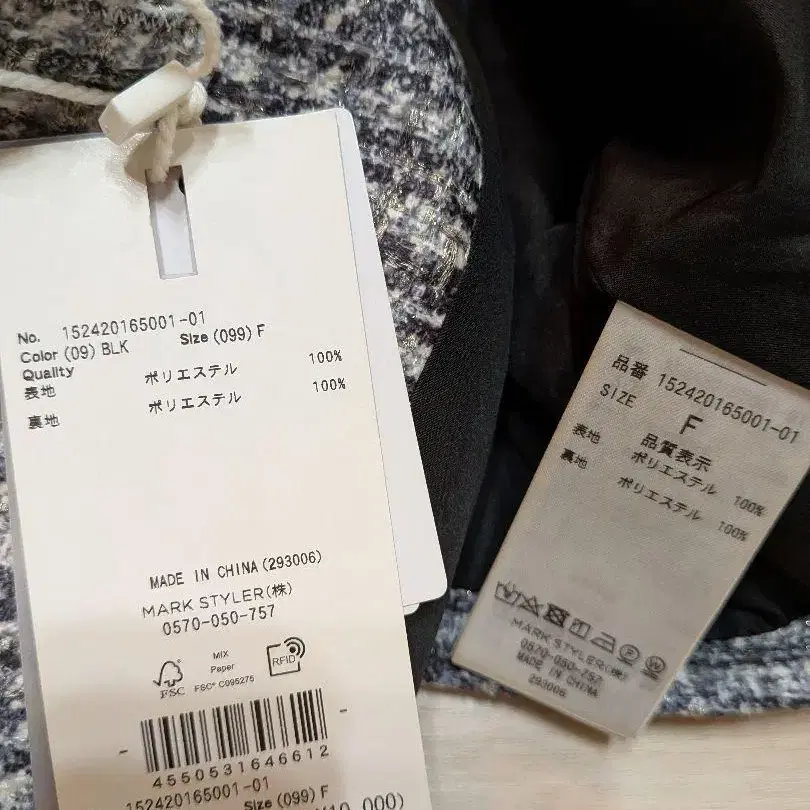 No. 152420165001-01
Color (09) BLK Size (099) F
Quality
表地 ポリエステル 100%
裏地 ポリエステル 100%
MADE IN CHINA (293006)
MARK STYLER(株)
0570-050-757
FSC
MIX
Paper
FSC® C095275
RFID
4550531646612
152420165001-01
Size (099) F
品番 152420165001-01
SIZE F
品質表示
表地 ポリエステル 100%
裏地 ポリエステル 100%
MARK STYLER(株)
0570-050-757
MADE IN CHINA
293006